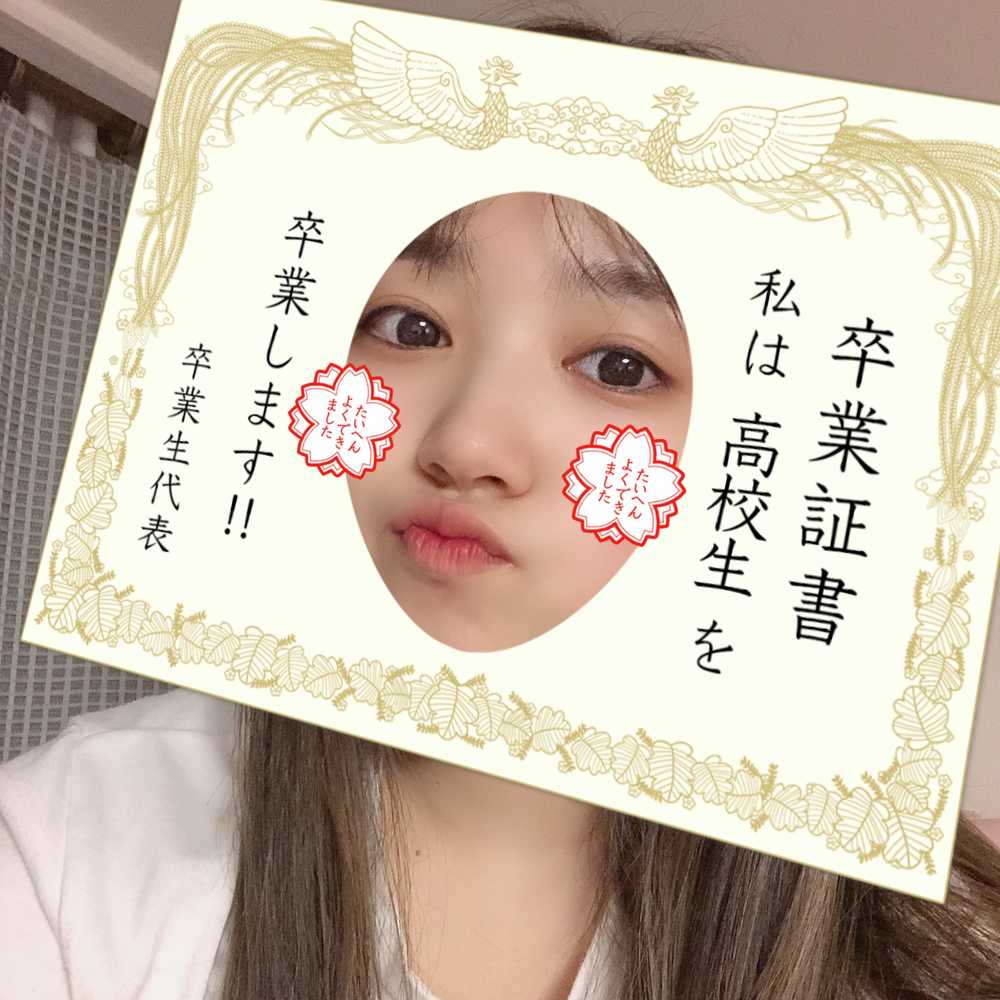 卒業証書
私は 高校生 を
卒業します!!
卒業生代表
たいへん
よくでき
ました
たいへん
よくでき
ました